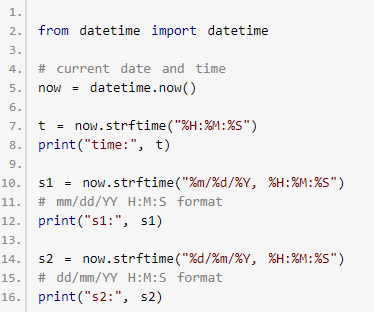 1.
2. from datetime import datetime
3.
4. # current date and time
5. now = datetime.now()
6.
7. t = now.strftime("%H:%M:%S")
8. print("time:", t)
9.
10. s1 = now.strftime("%m/%d/%Y, %H:%M:%S")
11. # mm/dd/YY H:M:S format
12. print("s1:", s1)
13.
14. s2 = now.strftime("%d/%m/%Y, %H:%M:%S")
15. # dd/mm/YY H:M:S format
16. print("s2:", s2)